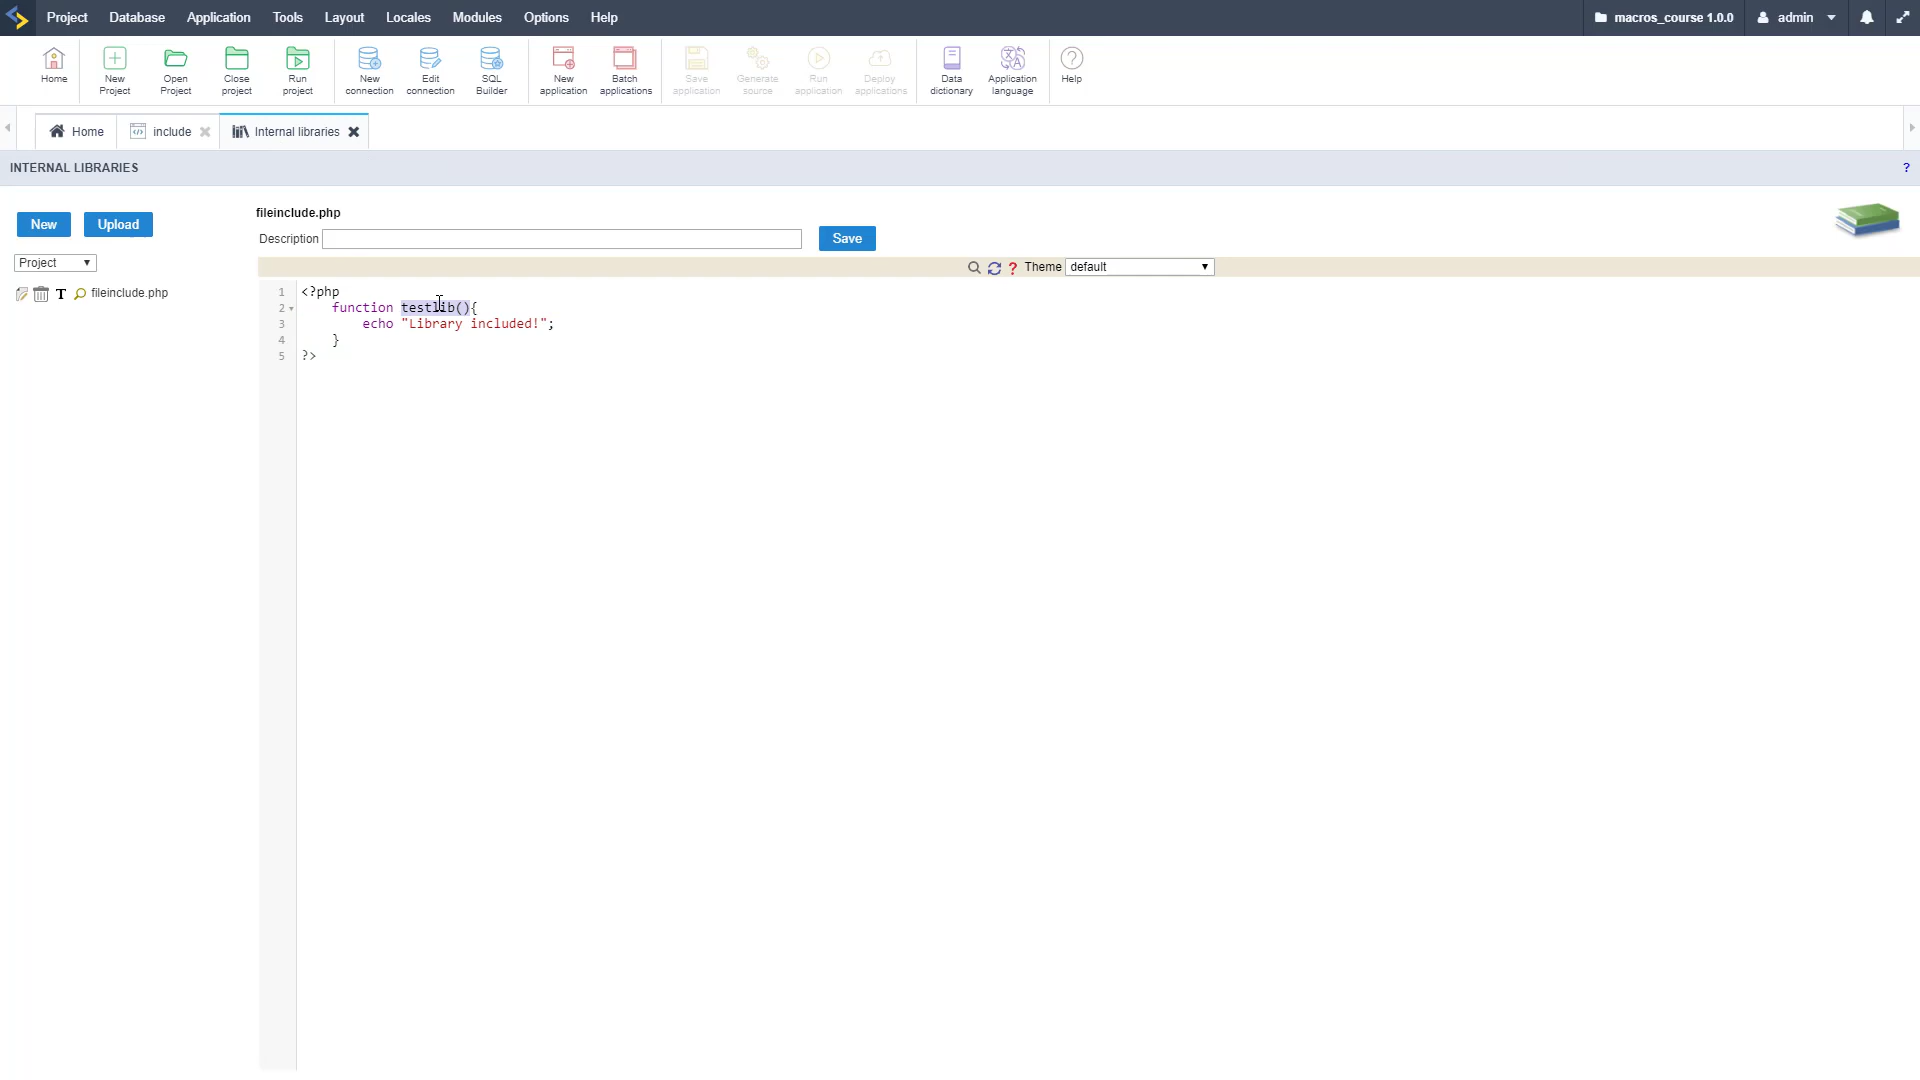 Project Database Application Tools Layout Locales Modules Options Help macros_course 1.0.0 admin
Home
New Project
Open Project
Close project
Run project
New connection
Edit connection
SQL Builder
New application
Batch applications
Save application
Generate source
Run application
Deploy applications
Data dictionary
Application language
Help
Home include Internal libraries
INTERNAL LIBRARIES ?
New Upload
fileinclude.php
Description Save
Project
? Theme default
T fileinclude.php
1 <?php
2 function testlib(){
3 echo "Library included!";
4 }
5 ?>